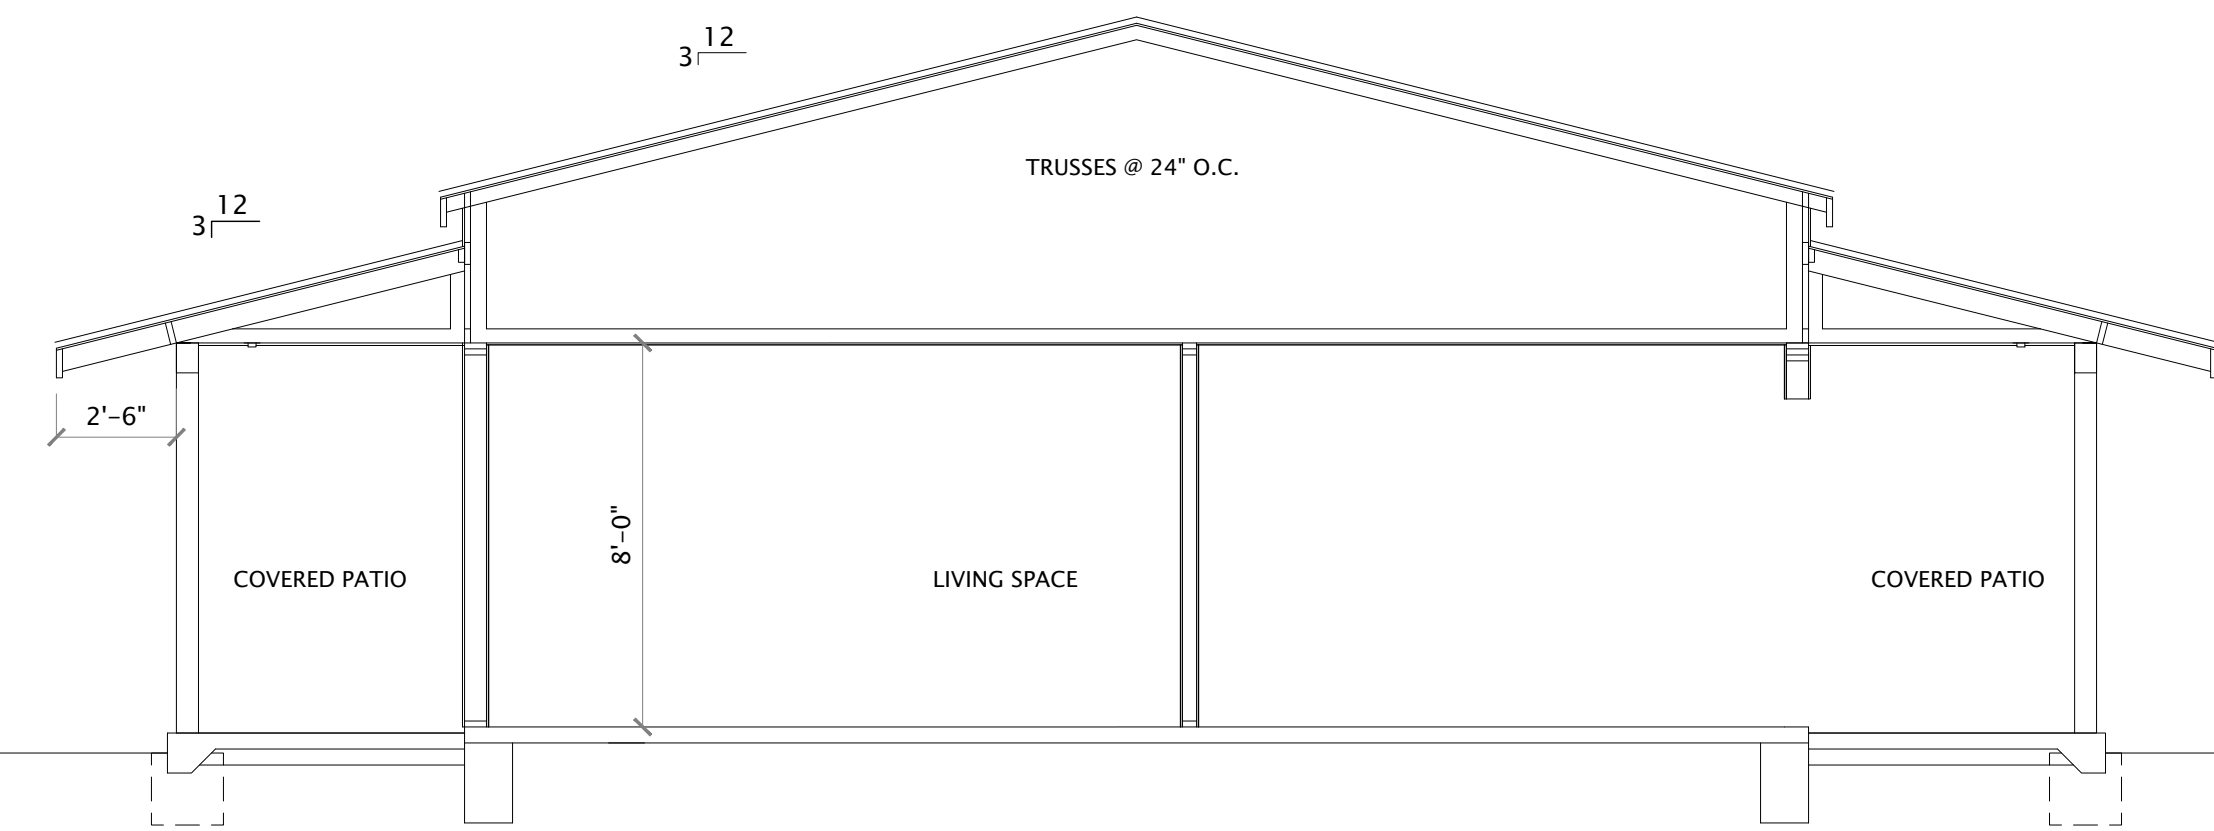 12
3
TRUSSES @ 24" O.C.
12
3
2'-6"
8'-0"
COVERED PATIO
LIVING SPACE
COVERED PATIO